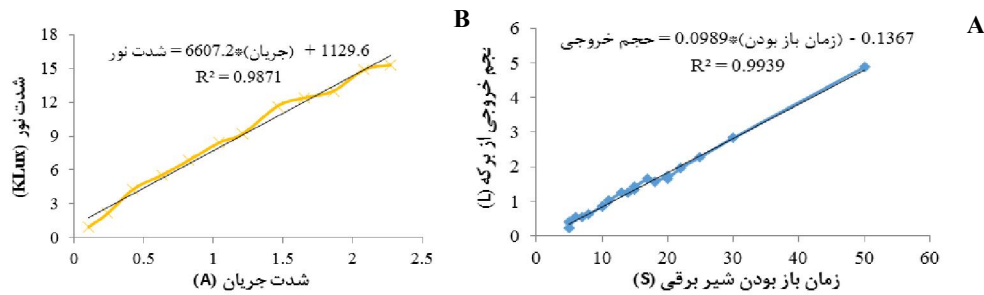 B
شدت نور = 6607.2*(جریان) + 1129.6
R² = 0.9871
شدت نور (KLux)
18
15
12
9
6
3
0
0
0.5
1
1.5
2
2.5
شدت جریان (A)
A
حجم خروجی = 0.0989*(زمان باز بودن) - 0.1367
R² = 0.9939
حجم خروجی از برکه (L)
6
5
4
3
2
1
0
0
10
20
30
40
50
60
زمان باز بودن شیر برقی (S)